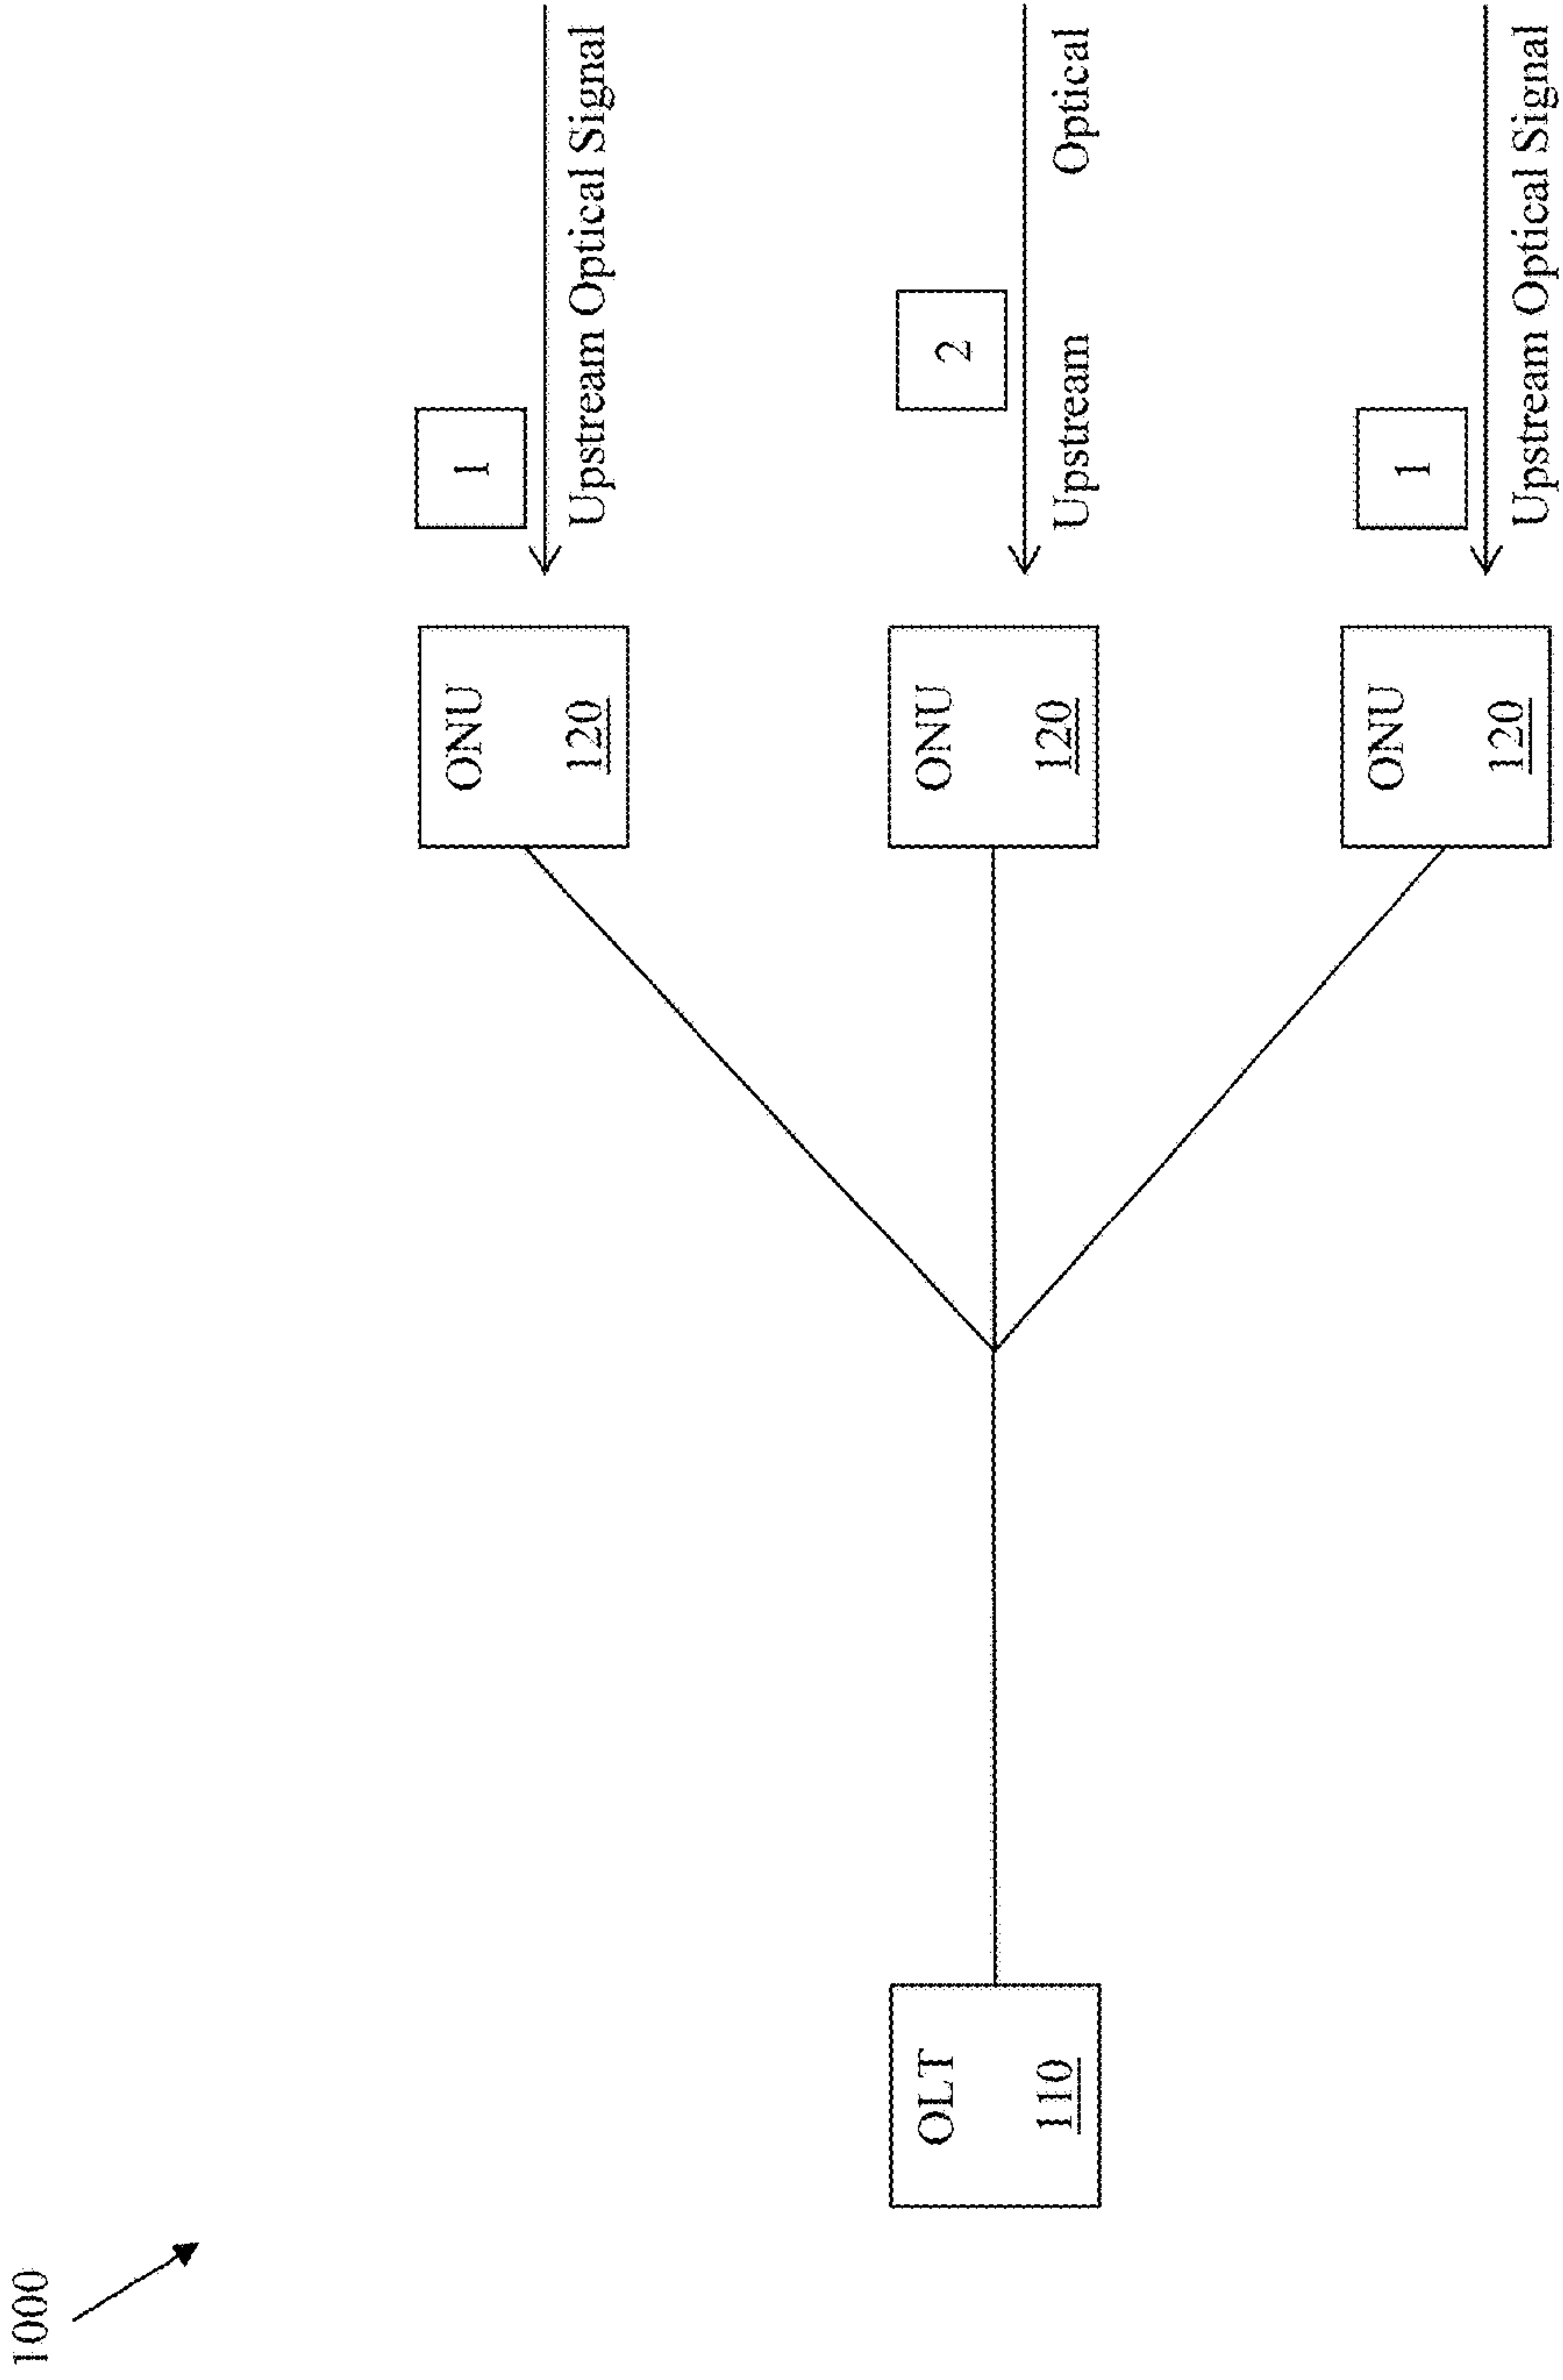 1000
ONU
120
1
Upstream Optical Signal
OLT
110
ONU
120
2
Upstream Optical
ONU
120
1
Upstream Optical Signal